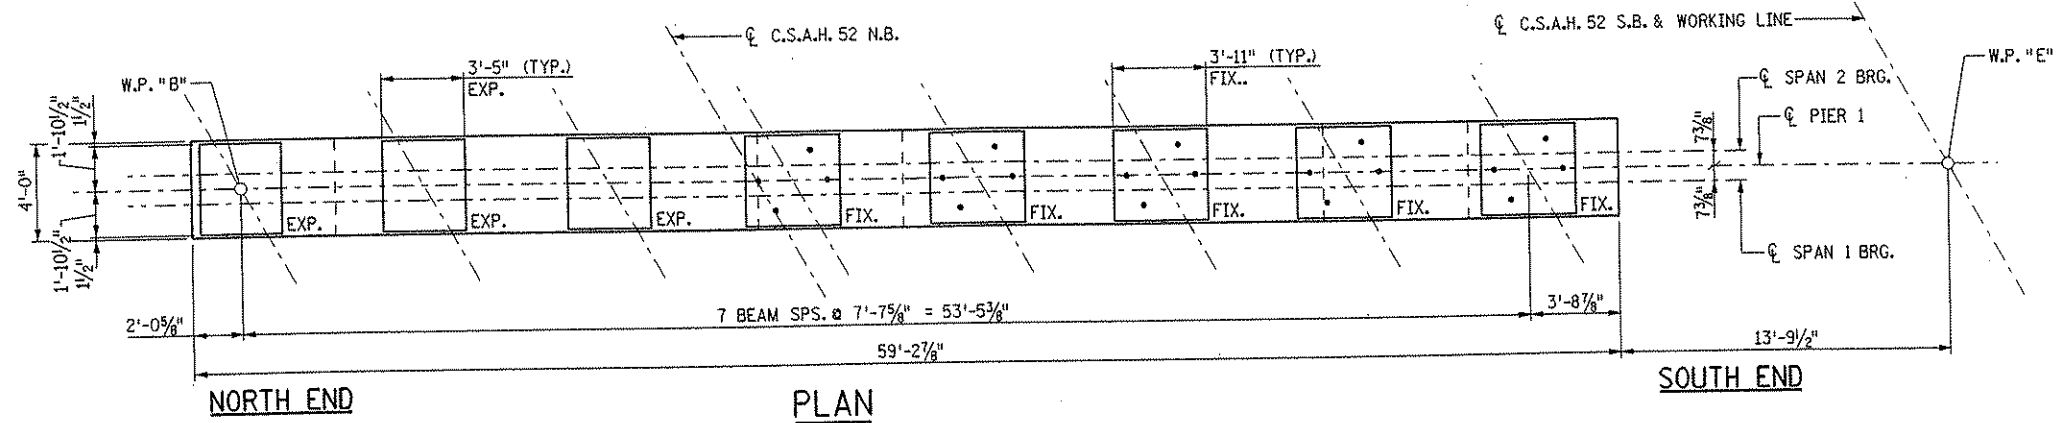 ℄ C.S.A.H. 52 N.B.
℄ C.S.A.H. 52 S.B. & WORKING LINE
W.P. "B"
3'-5" (TYP.)
EXP.
3'-11" (TYP.)
FIX..
℄ SPAN 2 BRG.
W.P. "E"
℄ PIER 1
℄ SPAN 1 BRG.
1'-10½"
1½"
4'-0"
1'-10½"
1½"
7⅜"
7⅜"
EXP.
EXP.
EXP.
FIX.
FIX.
FIX.
FIX.
FIX.
2'-0⅝"
7 BEAM SPS. @ 7'-7⅝" = 53'-5⅜"
3'-8⅞"
59'-2⅞"
13'-9½"
NORTH END
PLAN
SOUTH END